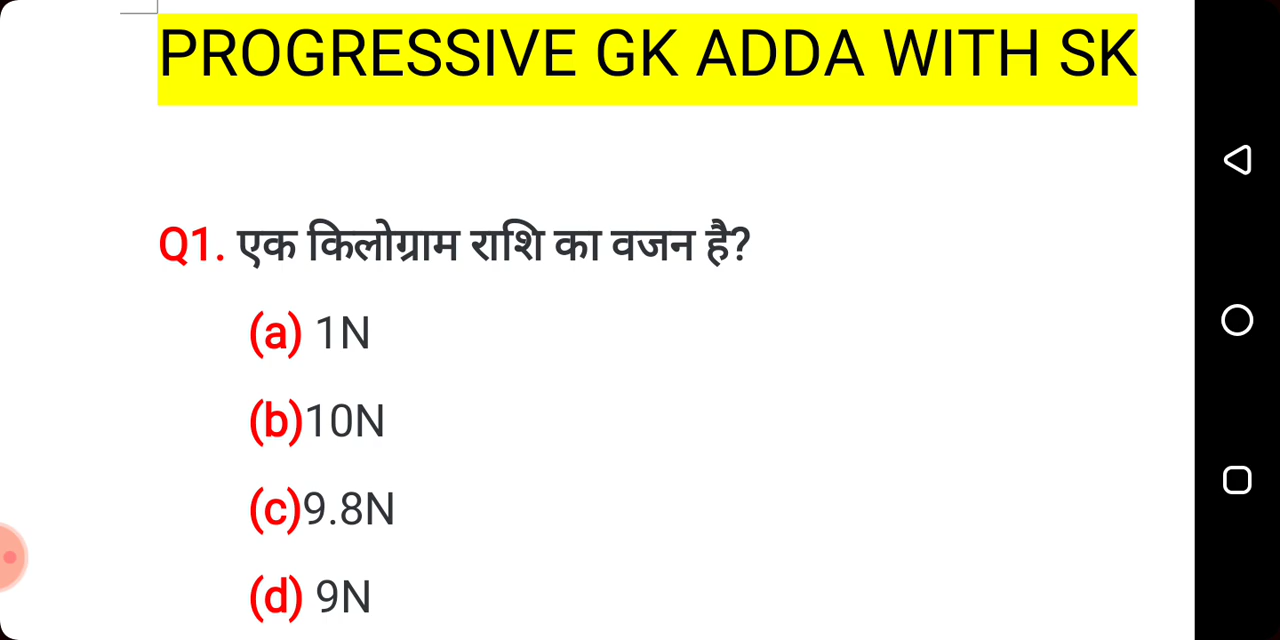 PROGRESSIVE GK ADDA WITH SK
Q1. एक किलोग्राम राशि का वजन है?
(a) 1N
(b)10N
(c)9.8N
(d) 9N